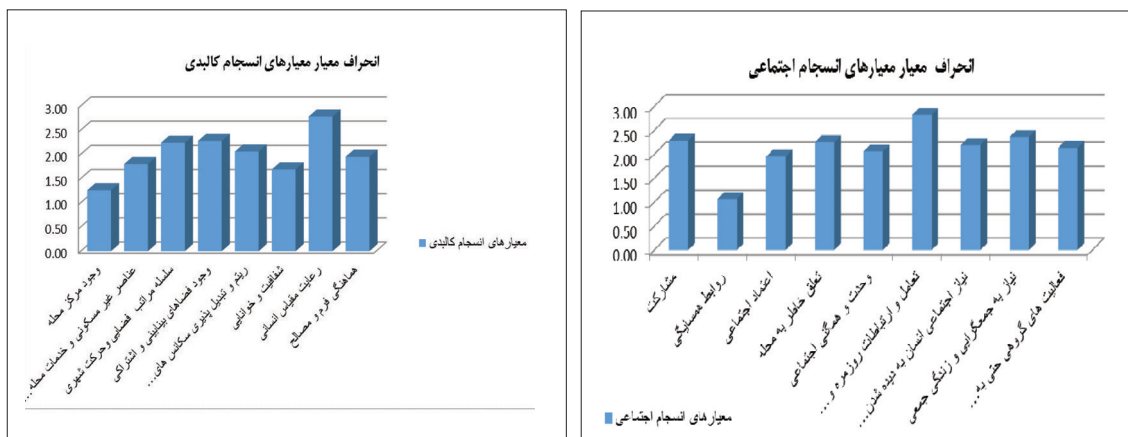 انحراف معیار معیارهای انسجام کالبدی
3.00
2.50
2.00
1.50
1.00
0.50
0.00
وجود مرکز محله
عناصر غیر مسکونی و خدمات محله...
سلسله مراتب فضایی وحرکت شهری
وجود فضاهای بینابینی و اشتراکی
ریتم و تبدیل پذیری سکانس های...
شفافیت و خوانایی
رعایت مقیاس انسانی
هماهنگی فرم و مصالح
معیارهای انسجام کالبدی
انحراف معیار معیارهای انسجام اجتماعی
3.00
2.50
2.00
1.50
1.00
0.50
0.00
مشارکت
روابط همسایگی
اعتماد اجتماعی
تعلق خاطر به محله
وحدت و همگنی اجتماعی
تعامل و ارتباطات روزمره و...
نیاز اجتماعی انسان به دیده شدن...
نیاز به جمعگرایی و زندگی جمعی
فعالیت های گروهی حتی به...
معیارهای انسجام اجتماعی